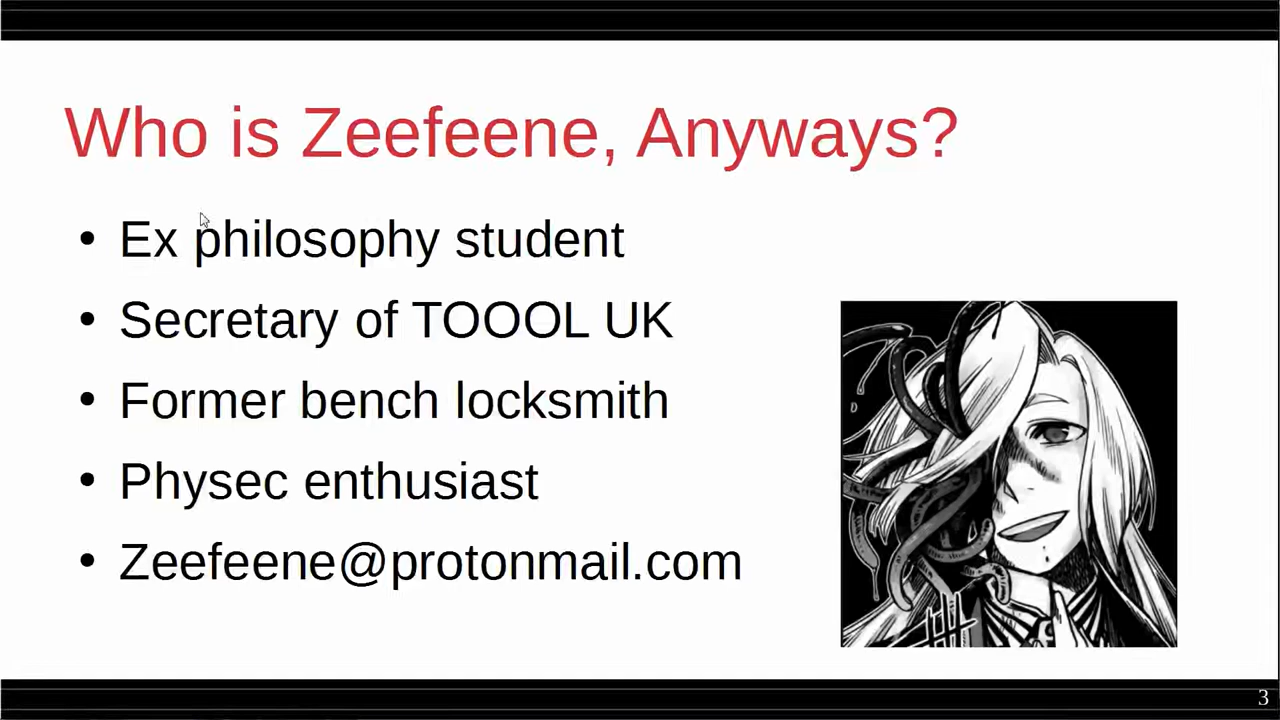 Who is Zeefeene, Anyways?
• Ex philosophy student
• Secretary of TOOOL UK
• Former bench locksmith
• Physec enthusiast
• Zeefeene@protonmail.com
3